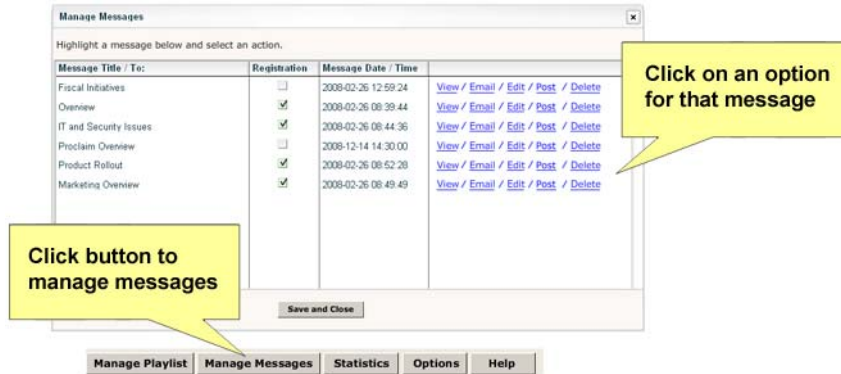 Manage Messages
Highlight a message below and select an action.
Message Title / To: Registration Message Date / Time
Fiscal Initiatives 2008-02-26 12:59:24 View / Email / Edit / Post / Delete
Overview 2008-02-26 08:39:44 View / Email / Edit / Post / Delete
IT and Security Issues 2008-02-26 08:44:36 View / Email / Edit / Post / Delete
Proclaim Overview 2008-12-14 14:30:00 View / Email / Edit / Post / Delete
Product Rollout 2008-02-26 08:52:28 View / Email / Edit / Post / Delete
Marketing Overview 2008-02-26 08:49:49 View / Email / Edit / Post / Delete
Click on an option
for that message
Click button to
manage messages
Save and Close
Manage Playlist Manage Messages Statistics Options Help